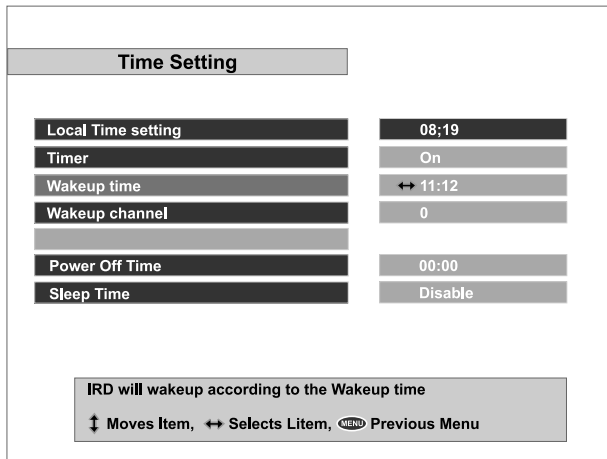 Time Setting
Local Time setting 08;19
Timer On
Wakeup time ↔ 11:12
Wakeup channel 0
Power Off Time 00:00
Sleep Time Disable
IRD will wakeup according to the Wakeup time
↕ Moves Item, ↔ Selects Litem, MENU Previous Menu